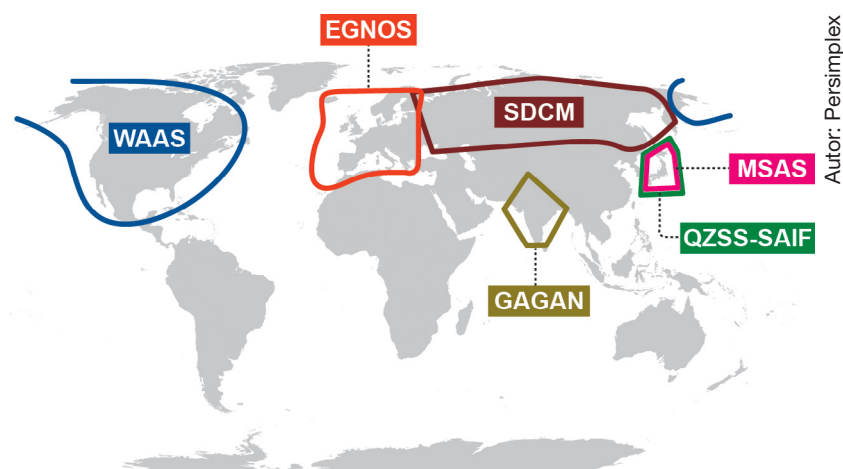 EGNOS
WAAS
SDCM
MSAS
QZSS-SAIF
GAGAN
Autor: Persimplex